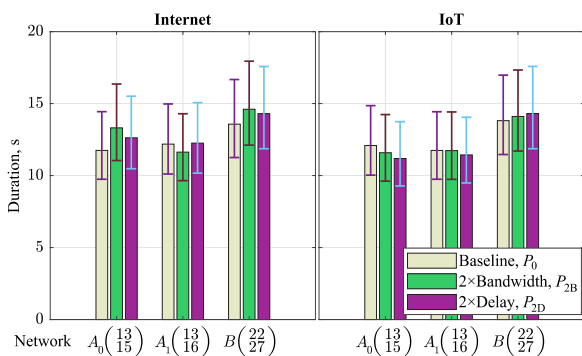 Internet
IoT
20
15
10
5
0
Duration, s
Baseline, P0
2×Bandwidth, P2B
2×Delay, P2D
Network A0(13 15) A1(13 16) B(22 27) A0(13 15) A1(13 16) B(22 27)